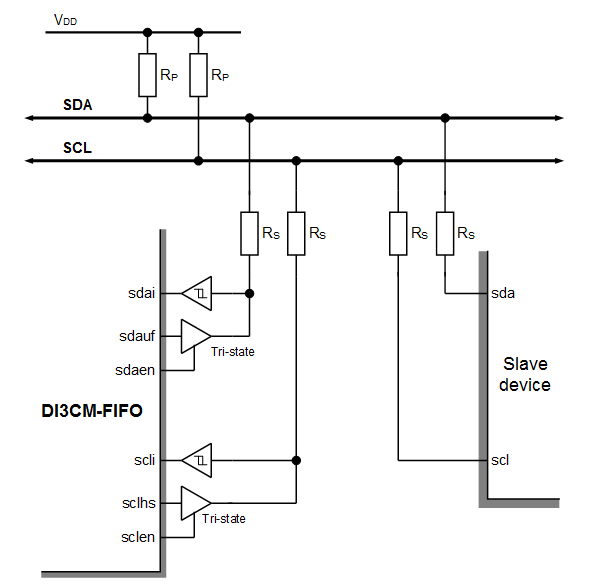 VDD
RP RP
SDA
SCL
RS RS RS RS
sdai
sda
sdauf
Tri-state
sdaen
Slave
device
DI3CM-FIFO
scli
scl
sclhs
Tri-state
sclen